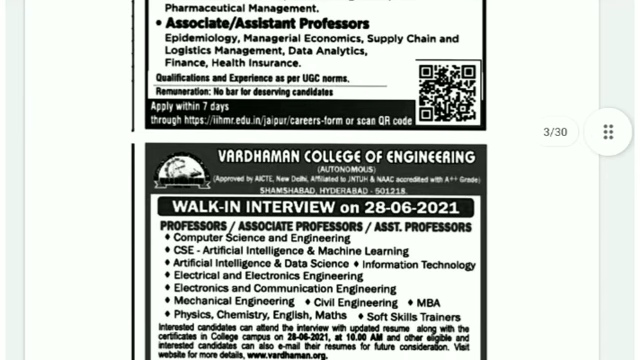 Pharmaceutical Management.
• Associate/Assistant Professors
Epidemiology, Managerial Economics, Supply Chain and
Logistics Management, Data Analytics,
Finance, Health Insurance.
Qualifications and Experience as per UGC norms.
Remuneration: No bar for deserving candidates
Apply within 7 days
through https://iihmr.edu.in/jaipur/careers-form or scan QR code
3/30
VARDHAMAN COLLEGE OF ENGINEERING
(AUTONOMOUS)
(Approved by AICTE, New Delhi, Affiliated to JNTUH & NAAC accredited with A++ Grade)
SHAMSHABAD, HYDERABAD - 501218.
WALK-IN INTERVIEW on 28-06-2021
PROFESSORS / ASSOCIATE PROFESSORS / ASST. PROFESSORS
♦ Computer Science and Engineering
♦ CSE - Artificial Intelligence & Machine Learning
♦ Artificial Intelligence & Data Science ♦ Information Technology
♦ Electrical and Electronics Engineering
♦ Electronics and Communication Engineering
♦ Mechanical Engineering ♦ Civil Engineering ♦ MBA
♦ Physics, Chemistry, English, Maths ♦ Soft Skills Trainers
Interested candidates can attend the interview with updated resume along with the
certificates in College campus on 28-06-2021, at 10.00 AM and other eligible and
interested candidates can also e-mail their resumes for future consideration. Visit
website for more details, www.vardhaman.org.